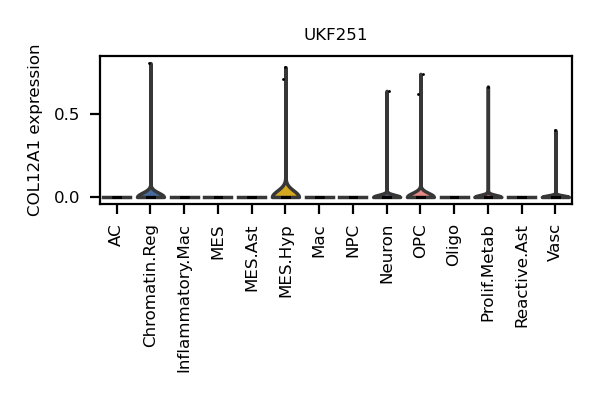 UKF251
COL12A1 expression
0.5
0.0
AC
Chromatin.Reg
Inflammatory.Mac
MES
MES.Ast
MES.Hyp
Mac
NPC
Neuron
OPC
Oligo
Prolif.Metab
Reactive.Ast
Vasc